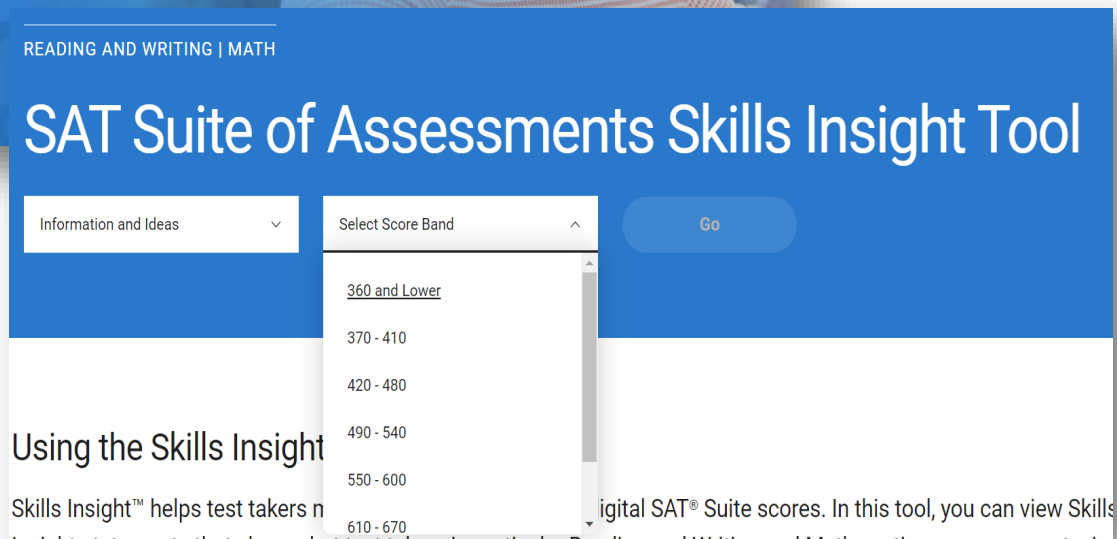 READING AND WRITING | MATH
SAT Suite of Assessments Skills Insight Tool
Information and Ideas
Select Score Band
Go
360 and Lower
370 - 410
420 - 480
490 - 540
550 - 600
610 - 670
Using the Skills Insight
Skills Insight™ helps test takers igital SAT® Suite scores. In this tool, you can view Skills